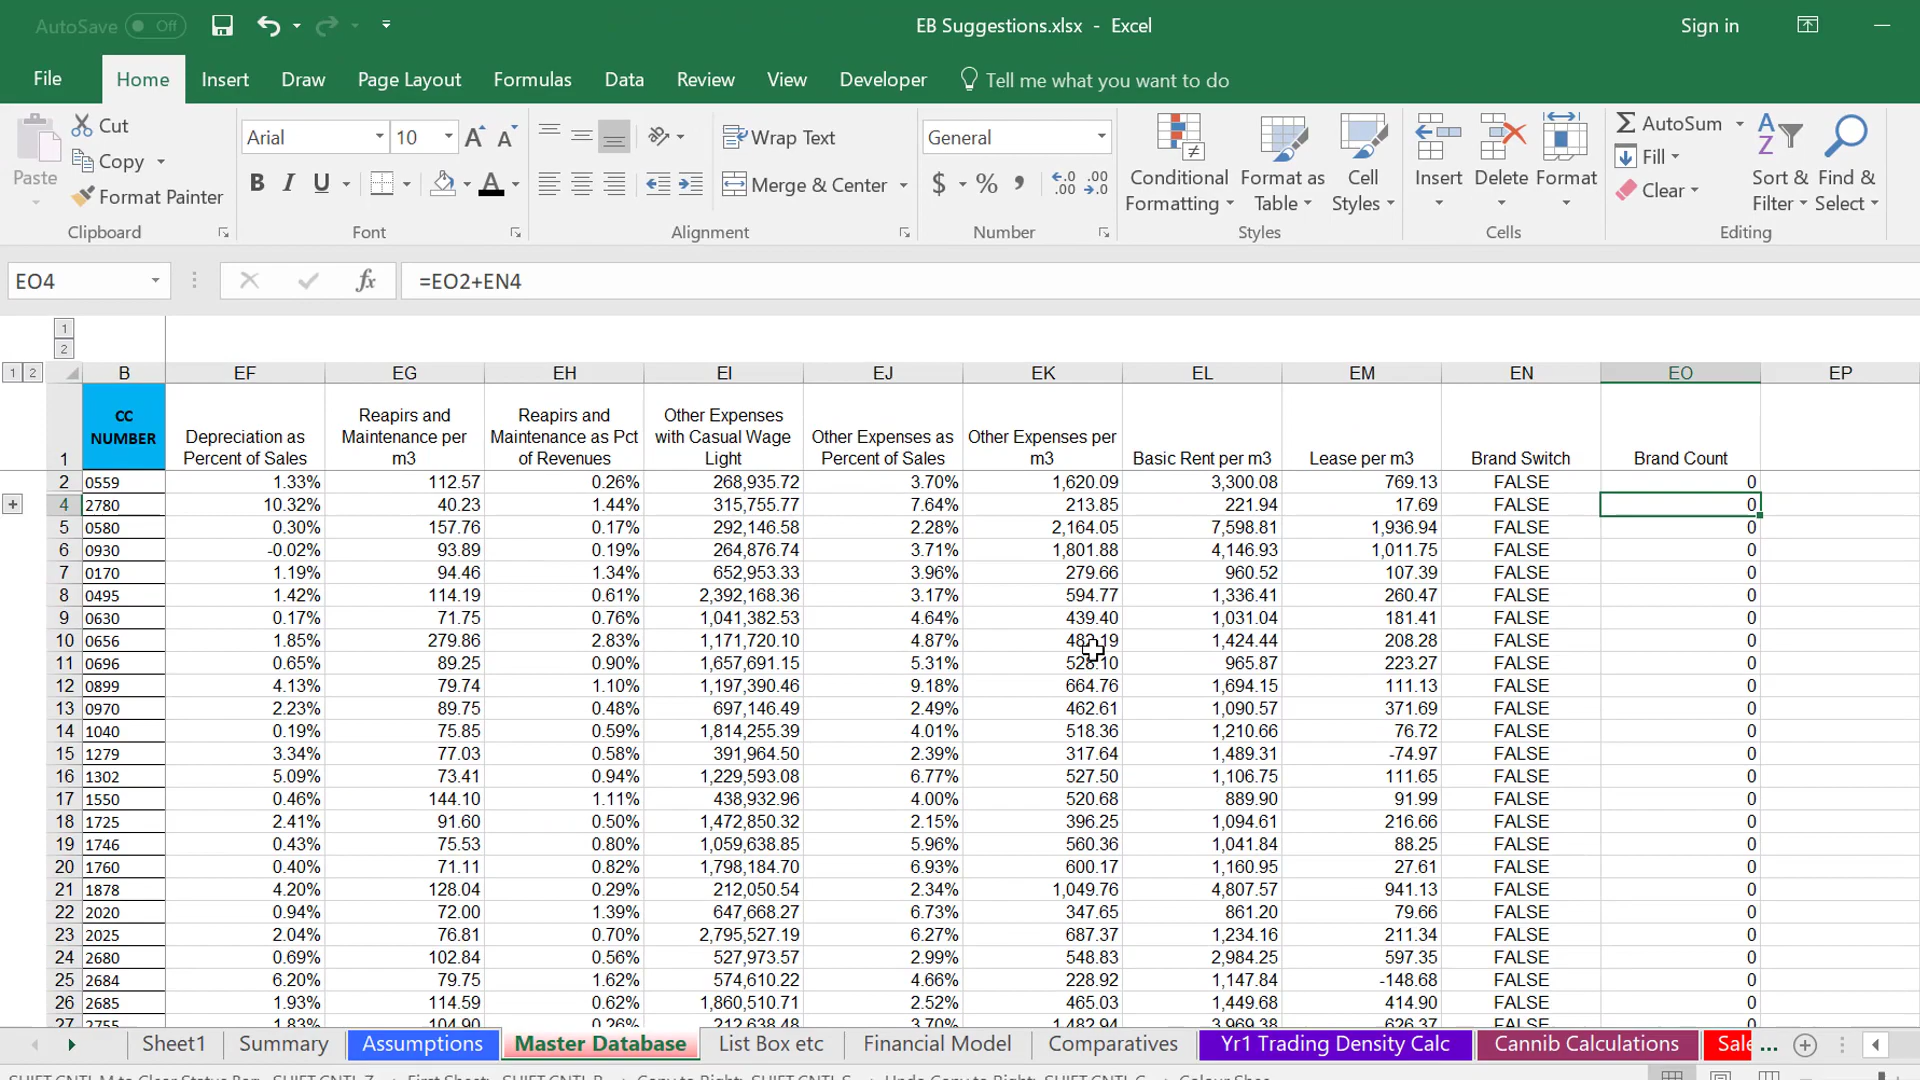 AutoSave Off
EB Suggestions.xlsx - Excel
Sign in
File Home Insert Draw Page Layout Formulas Data Review View Developer Tell me what you want to do
Paste
Cut
Copy
Format Painter
Clipboard
Arial 10
B I U
Font
Wrap Text
Merge & Center
Alignment
General
$ % ,
Number
Conditional Formatting
Format as Table
Cell Styles
Styles
Insert Delete Format
Cells
AutoSum
Fill
Clear
Sort & Filter
Find & Select
Editing
EO4 fx =EO2+EN4
1
2
1 2 B EF EG EH EI EJ EK EL EM EN EO EP
1 CC NUMBER Depreciation as Percent of Sales Reapirs and Maintenance per m3 Reapirs and Maintenance as Pct of Revenues Other Expenses with Casual Wage Light Other Expenses as Percent of Sales Other Expenses per m3 Basic Rent per m3 Lease per m3 Brand Switch Brand Count
2 0559 1.33% 112.57 0.26% 268,935.72 3.70% 1,620.09 3,300.08 769.13 FALSE 0
4 2780 10.32% 40.23 1.44% 315,755.77 7.64% 213.85 221.94 17.69 FALSE 0
5 0580 0.30% 157.76 0.17% 292,146.58 2.28% 2,164.05 7,598.81 1,936.94 FALSE 0
6 0930 -0.02% 93.89 0.19% 264,876.74 3.71% 1,801.88 4,146.93 1,011.75 FALSE 0
7 0170 1.19% 94.46 1.34% 652,953.33 3.96% 279.66 960.52 107.39 FALSE 0
8 0495 1.42% 114.19 0.61% 2,392,168.36 3.17% 594.77 1,336.41 260.47 FALSE 0
9 0630 0.17% 71.75 0.76% 1,041,382.53 4.64% 439.40 1,031.04 181.41 FALSE 0
10 0656 1.85% 279.86 2.83% 1,171,720.10 4.87% 1,424.44 208.28 FALSE 0
11 0696 0.65% 89.25 0.90% 1,657,691.15 5.31% 965.87 223.27 FALSE 0
12 0899 4.13% 79.74 1.10% 1,197,390.46 9.18% 664.76 1,694.15 111.13 FALSE 0
13 0970 2.23% 89.75 0.48% 697,146.49 2.49% 462.61 1,090.57 371.69 FALSE 0
14 1040 0.19% 75.85 0.59% 1,814,255.39 4.01% 518.36 1,210.66 76.72 FALSE 0
15 1279 3.34% 77.03 0.58% 391,964.50 2.39% 317.64 1,489.31 -74.97 FALSE 0
16 1302 5.09% 73.41 0.94% 1,229,593.08 6.77% 527.50 1,106.75 111.65 FALSE 0
17 1550 0.46% 144.10 1.11% 438,932.96 4.00% 520.68 889.90 91.99 FALSE 0
18 1725 2.41% 91.60 0.50% 1,472,850.32 2.15% 396.25 1,094.61 216.66 FALSE 0
19 1746 0.43% 75.53 0.80% 1,059,638.85 5.96% 560.36 1,041.84 88.25 FALSE 0
20 1760 0.40% 71.11 0.82% 1,798,184.70 6.93% 600.17 1,160.95 27.61 FALSE 0
21 1878 4.20% 128.04 0.29% 212,050.54 2.34% 1,049.76 4,807.57 941.13 FALSE 0
22 2020 0.94% 72.00 1.39% 647,668.27 6.73% 347.65 861.20 79.66 FALSE 0
23 2025 2.04% 76.81 0.70% 2,795,527.19 6.27% 687.37 1,234.16 211.34 FALSE 0
24 2680 0.69% 102.84 0.56% 527,973.57 2.99% 548.83 2,984.25 597.35 FALSE 0
25 2684 6.20% 79.75 1.62% 574,610.22 4.66% 228.92 1,147.84 -148.68 FALSE 0
26 2685 1.93% 114.59 0.62% 1,860,510.71 2.52% 465.03 1,449.68 414.90 FALSE 0
27 2755 1.83% 104.90 0.26% 212,638.48 3.70% 1,482.94 3,969.38 626.37 FALSE 0
Sheet1 Summary Assumptions Master Database List Box etc Financial Model Comparatives Yr1 Trading Density Calc Cannib Calculations Sale ...